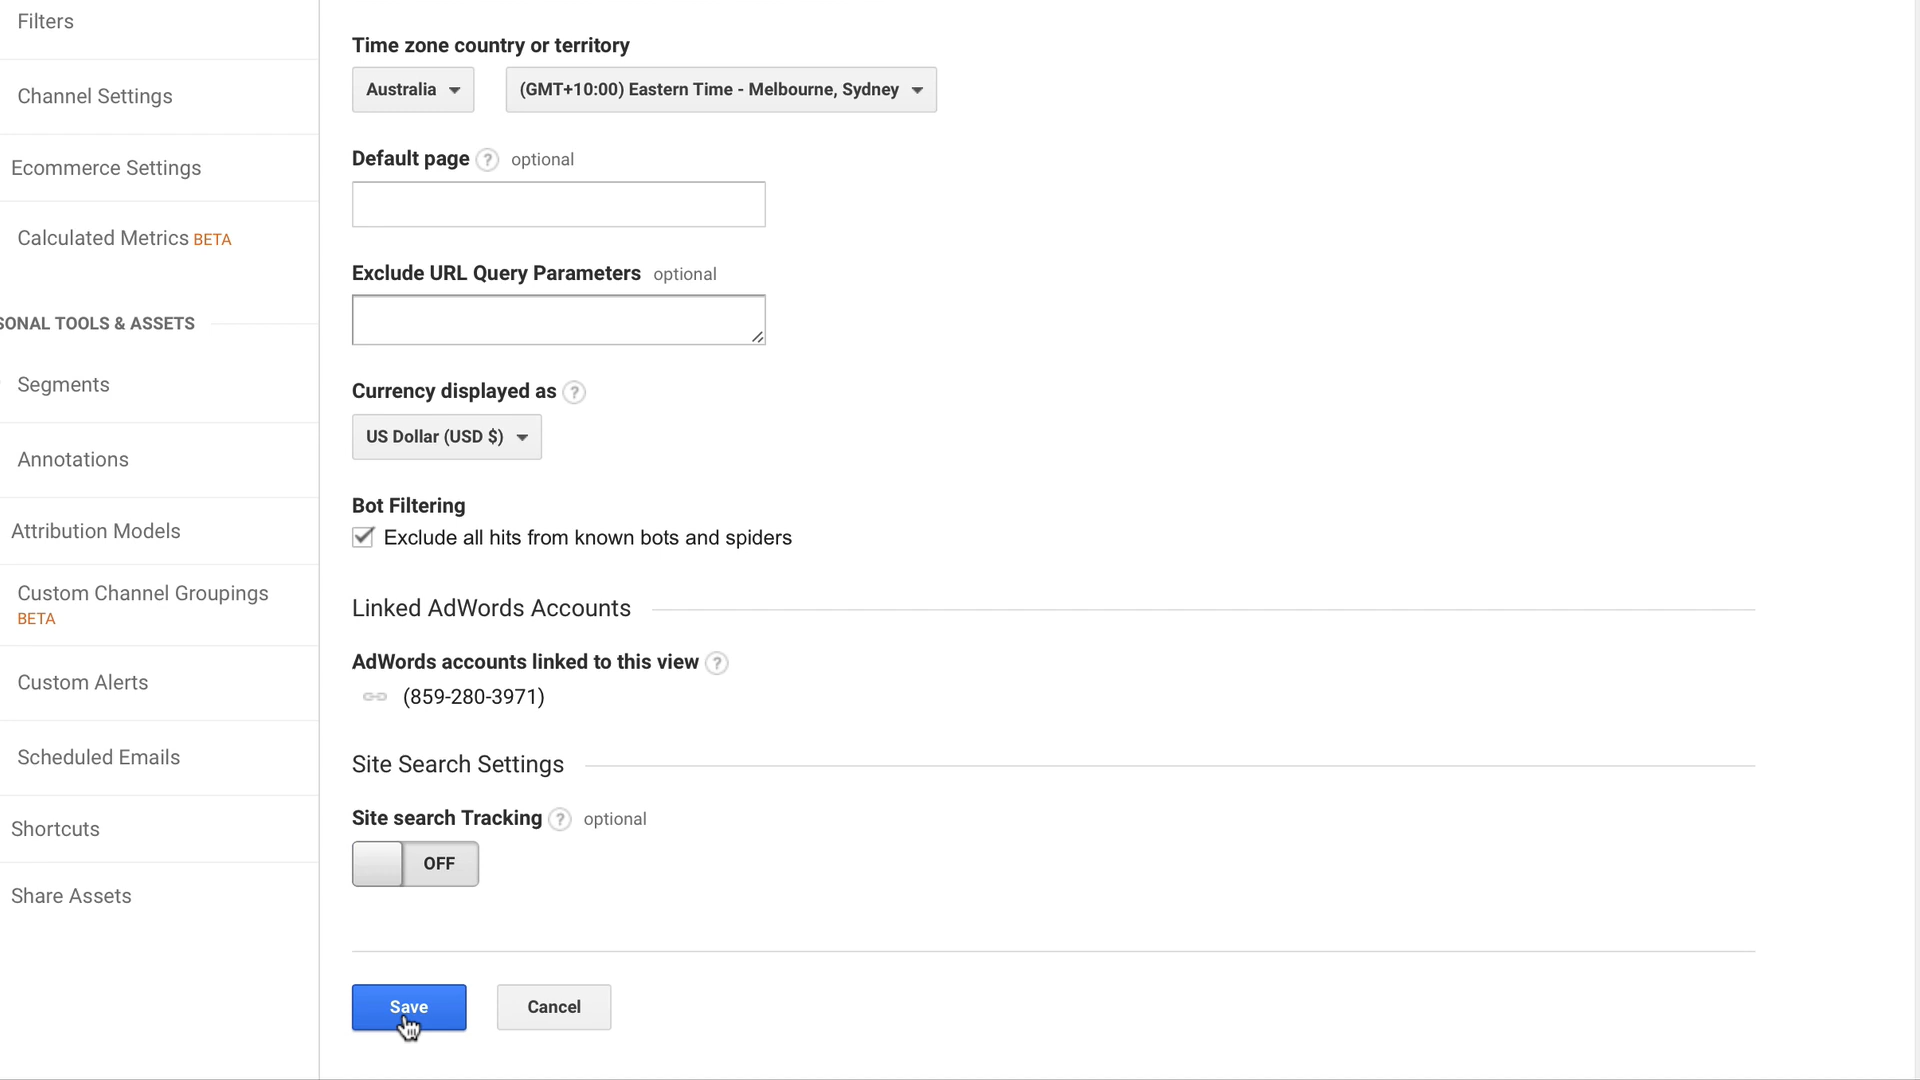 Filters
Channel Settings
Ecommerce Settings
Calculated Metrics BETA
SONAL TOOLS & ASSETS
Segments
Annotations
Attribution Models
Custom Channel Groupings
BETA
Custom Alerts
Scheduled Emails
Shortcuts
Share Assets
Time zone country or territory
Australia (GMT+10:00) Eastern Time - Melbourne, Sydney
Default page ? optional
Exclude URL Query Parameters optional
Currency displayed as ?
US Dollar (USD $)
Bot Filtering
Exclude all hits from known bots and spiders
Linked AdWords Accounts
AdWords accounts linked to this view ?
(859-280-3971)
Site Search Settings
Site search Tracking ? optional
OFF
Save Cancel